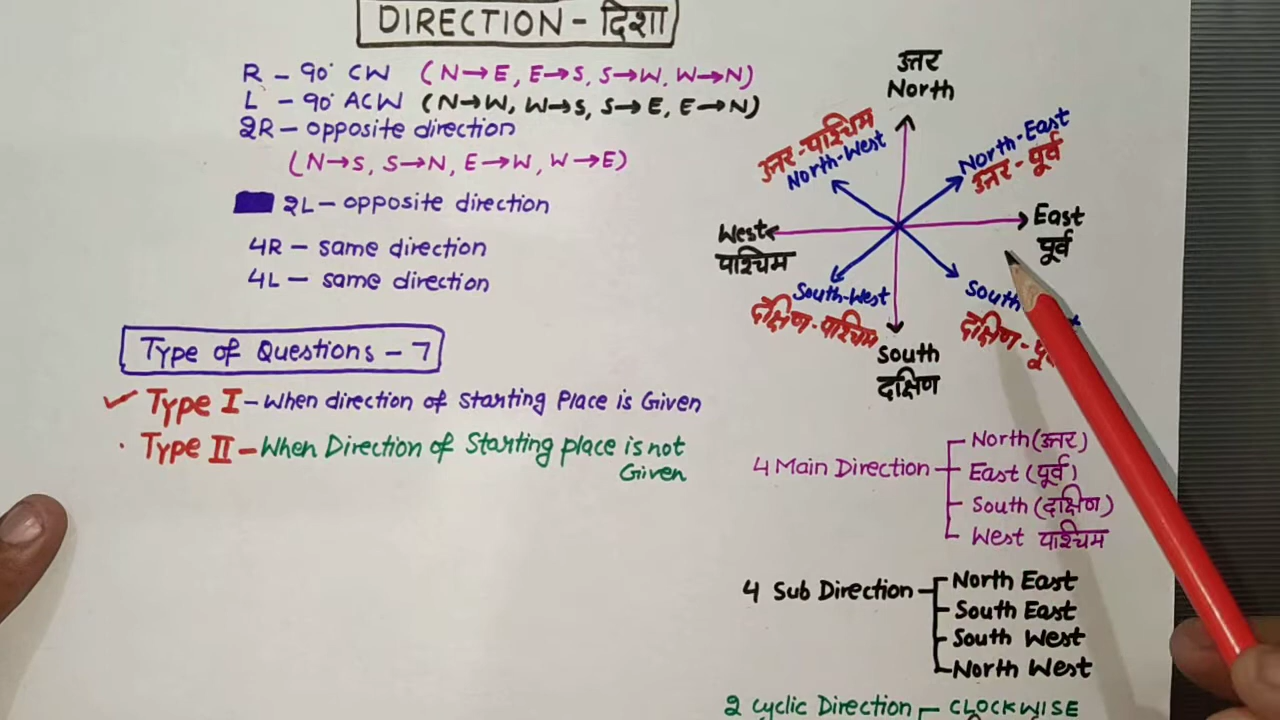 DIRECTION - दिशा
R - 90° CW (N→E, E→S, S→W, W→N)
L - 90° ACW (N→W, W→S, S→E, E→N)
2R - opposite direction
(N→S, S→N, E→W, W→E)
2L - opposite direction
4R - same direction
4L - same direction
Type of Questions - 7
Type I - When direction of Starting Place is Given
Type II - When Direction of Starting place is not
Given
उत्तर
North
उत्तर-पश्चिम
North-West
North-East
उत्तर-पूर्व
West
पश्चिम
East
पूर्व
South-West
दक्षिण-पश्चिम
South
दक्षिण-
South
दक्षिण
4 Main Direction
North (उत्तर)
East (पूर्व)
South (दक्षिण)
West पश्चिम
4 Sub Direction
North East
South East
South West
North West
2 Cyclic Direction
CLOCKWISE